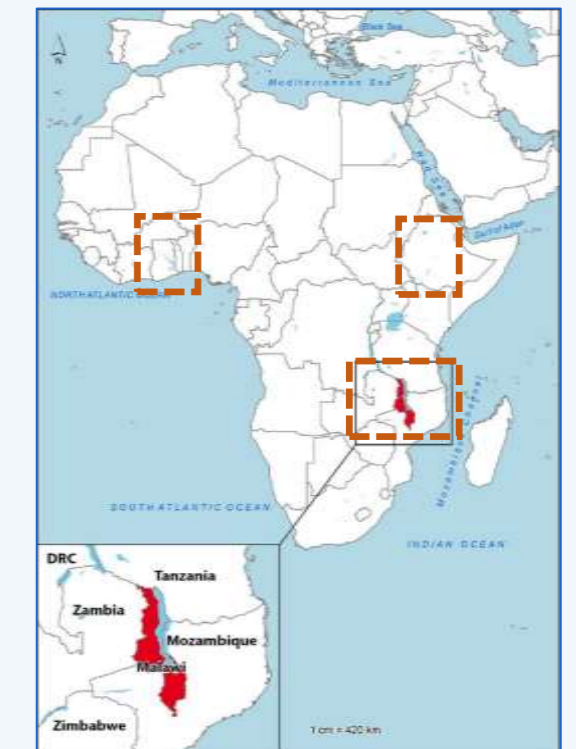 Black Sea
N
Mediterranean Sea
Red Sea
Gulf of Aden
NORTH ATLANTIC OCEAN
Mozambique Channel
SOUTH ATLANTIC OCEAN
INDIAN OCEAN
DRC
Tanzania
Zambia
Mozambique
Malawi
Zimbabwe
1 cm = 420 km